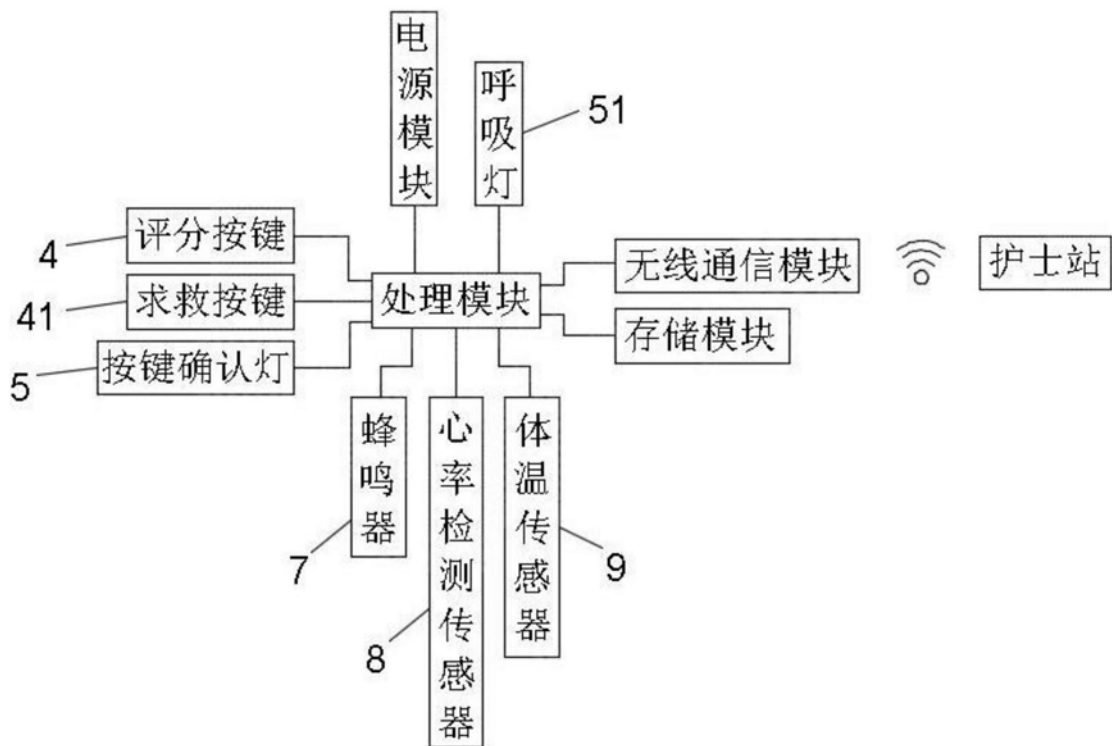 电源模块
呼吸灯
51
4
评分按键
41
求救按键
5
按键确认灯
处理模块
无线通信模块
护士站
存储模块
蜂鸣器
7
心率检测传感器
8
体温传感器
9